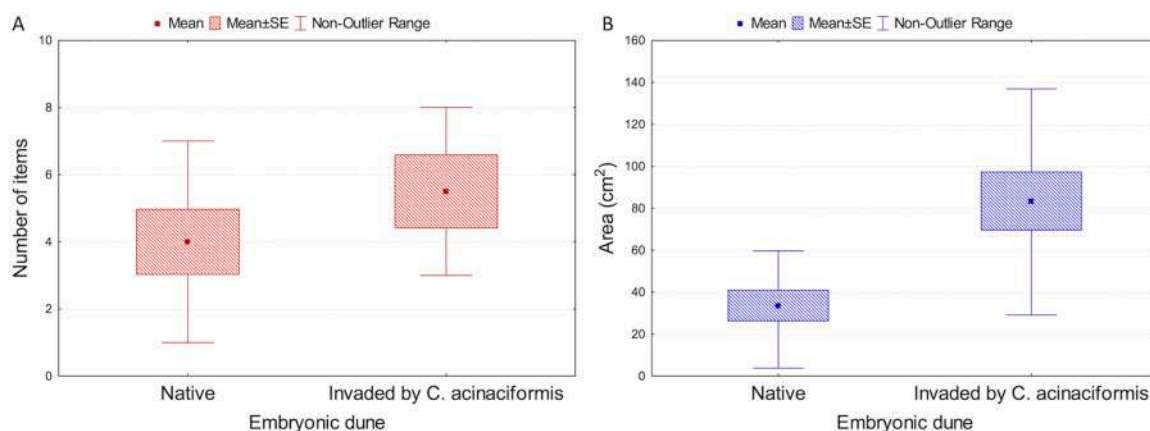 A
Mean Mean±SE Non-Outlier Range
10
8
6
4
2
0
Number of items
Native Invaded by C. acinaciformis
Embryonic dune
B
Mean Mean±SE Non-Outlier Range
160
140
120
100
80
60
40
20
0
Area (cm²)
Native Invaded by C. acinaciformis
Embryonic dune